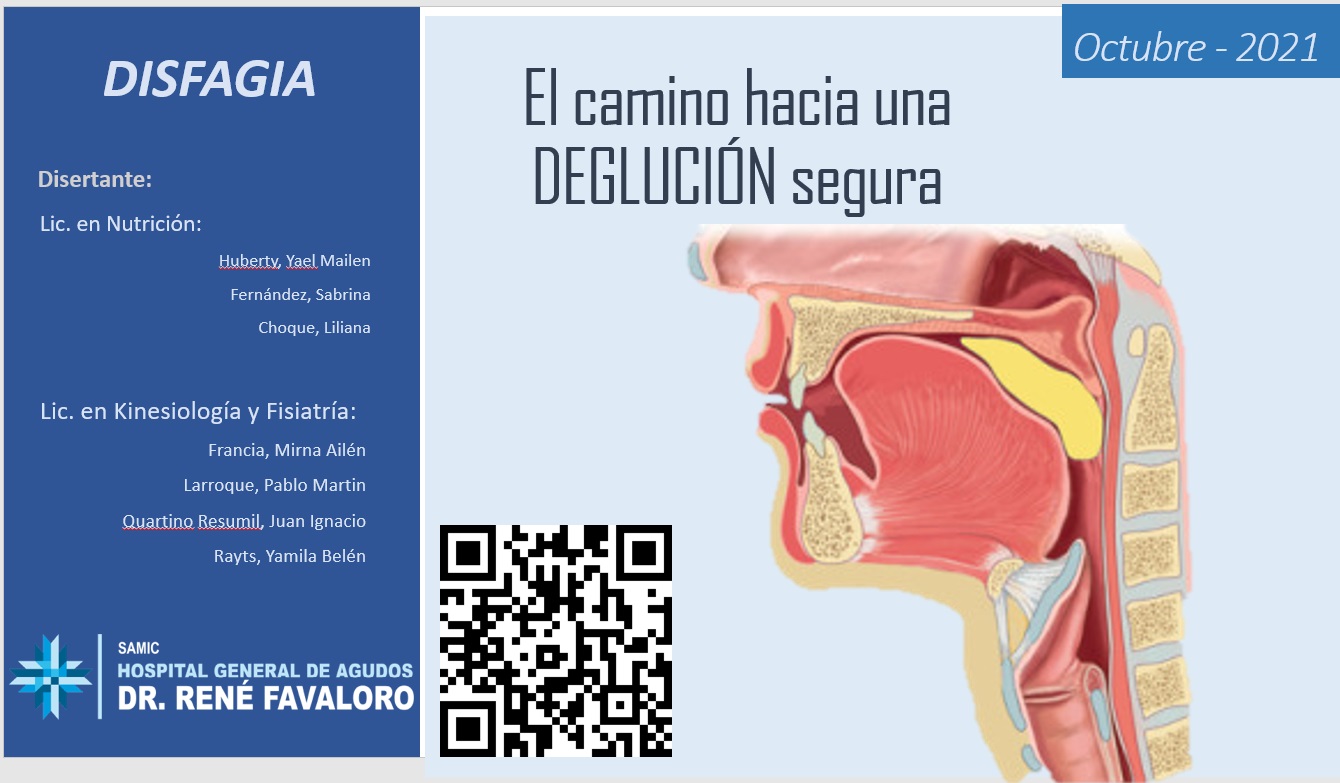 DISFAGIA
Disertante:
Lic. en Nutrición:
Huberty, Yael Mailen
Fernández, Sabrina
Choque, Liliana
Lic. en Kinesiología y Fisiatría:
Francia, Mirna Ailén
Larroque, Pablo Martin
Quartino Resumil, Juan Ignacio
Rayts, Yamila Belén
SAMIC
HOSPITAL GENERAL DE AGUDOS
DR. RENÉ FAVALORO
Octubre - 2021
El camino hacia una
DEGLUCIÓN segura